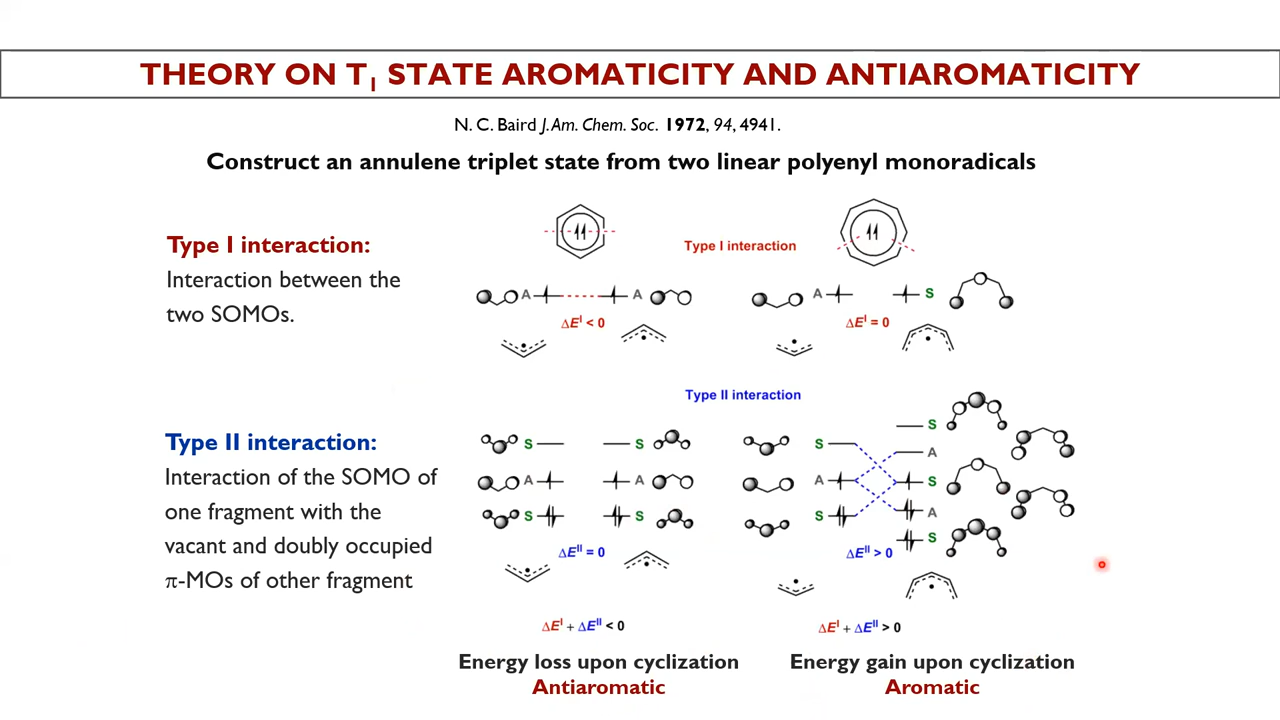 THEORY ON T1 STATE AROMATICITY AND ANTIAROMATICITY
N. C. Baird J. Am. Chem. Soc. 1972, 94, 4941.
Construct an annulene triplet state from two linear polyenyl monoradicals
Type I interaction:
Interaction between the
two SOMOs.
Type I interaction
A A A S
ΔE^I < 0 ΔE^I = 0
Type II interaction:
Interaction of the SOMO of
one fragment with the
vacant and doubly occupied
π-MOs of other fragment
Type II interaction
S
S S S
A
A A A S
A
S S S
S
ΔE^II = 0 ΔE^II > 0
ΔE^I + ΔE^II < 0 ΔE^I + ΔE^II > 0
Energy loss upon cyclization Energy gain upon cyclization
Antiaromatic Aromatic